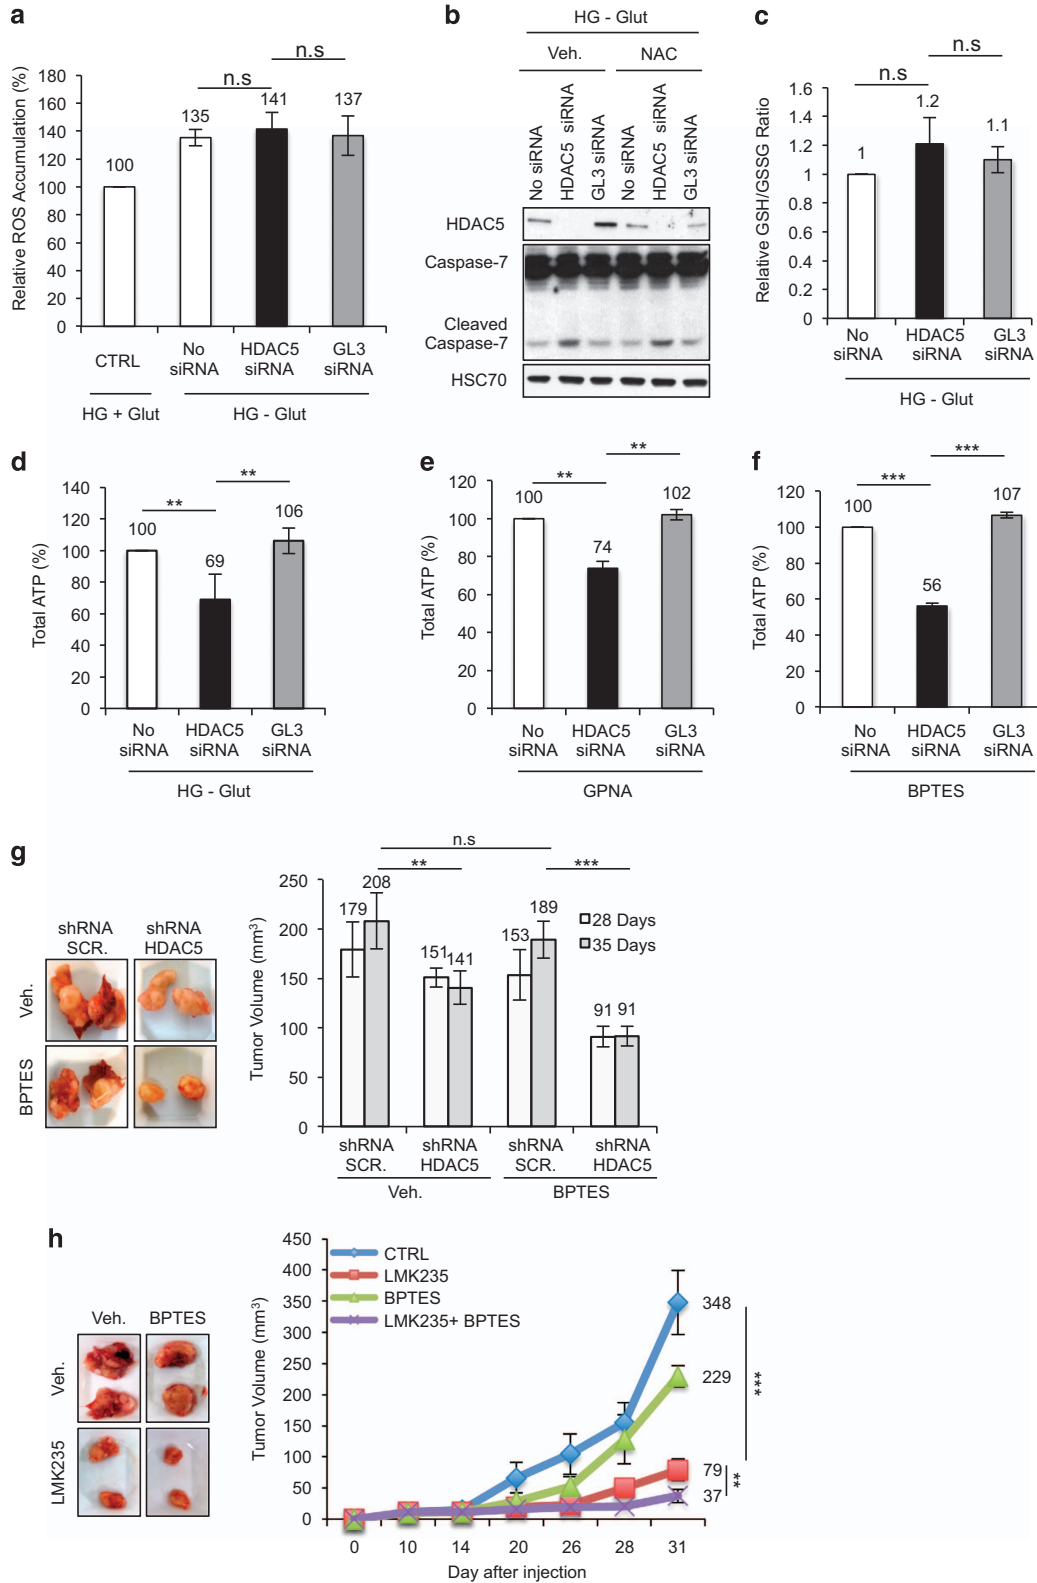 a
n.s
n.s
Relative ROS Accumulation (%)
180
160
140
120
100
80
60
40
20
0
100
135
141
137
CTRL
No siRNA
HDAC5 siRNA
GL3 siRNA
HG + Glut
HG - Glut
b
HG - Glut
Veh.
NAC
No siRNA
HDAC5 siRNA
GL3 siRNA
No siRNA
HDAC5 siRNA
GL3 siRNA
HDAC5
Caspase-7
Cleaved
Caspase-7
HSC70
c
n.s
n.s
Relative GSH/GSSG Ratio
1.6
1.4
1.2
1
0.8
0.6
0.4
0.2
0
1
1.2
1.1
No siRNA
HDAC5 siRNA
GL3 siRNA
HG - Glut
d
**
**
Total ATP (%)
140
120
100
80
60
40
20
0
100
69
106
No siRNA
HDAC5 siRNA
GL3 siRNA
HG - Glut
e
**
**
Total ATP (%)
120
100
80
60
40
20
0
100
74
102
No siRNA
HDAC5 siRNA
GL3 siRNA
GPNA
f
***
***
Total ATP (%)
120
100
80
60
40
20
0
100
56
107
No siRNA
HDAC5 siRNA
GL3 siRNA
BPTES
g
shRNA SCR.
shRNA HDAC5
Veh.
BPTES
n.s
**
***
Tumor Volume (mm³)
250
200
150
100
50
0
179
208
151
141
153
189
91
91
28 Days
35 Days
shRNA SCR.
shRNA HDAC5
shRNA SCR.
shRNA HDAC5
Veh.
BPTES
h
Veh.
BPTES
Veh.
LMK235
Tumor Volume (mm³)
450
400
350
300
250
200
150
100
50
0
CTRL
LMK235
BPTES
LMK235+ BPTES
348
229
79
37
***
**
0
10
14
20
26
28
31
Day after injection